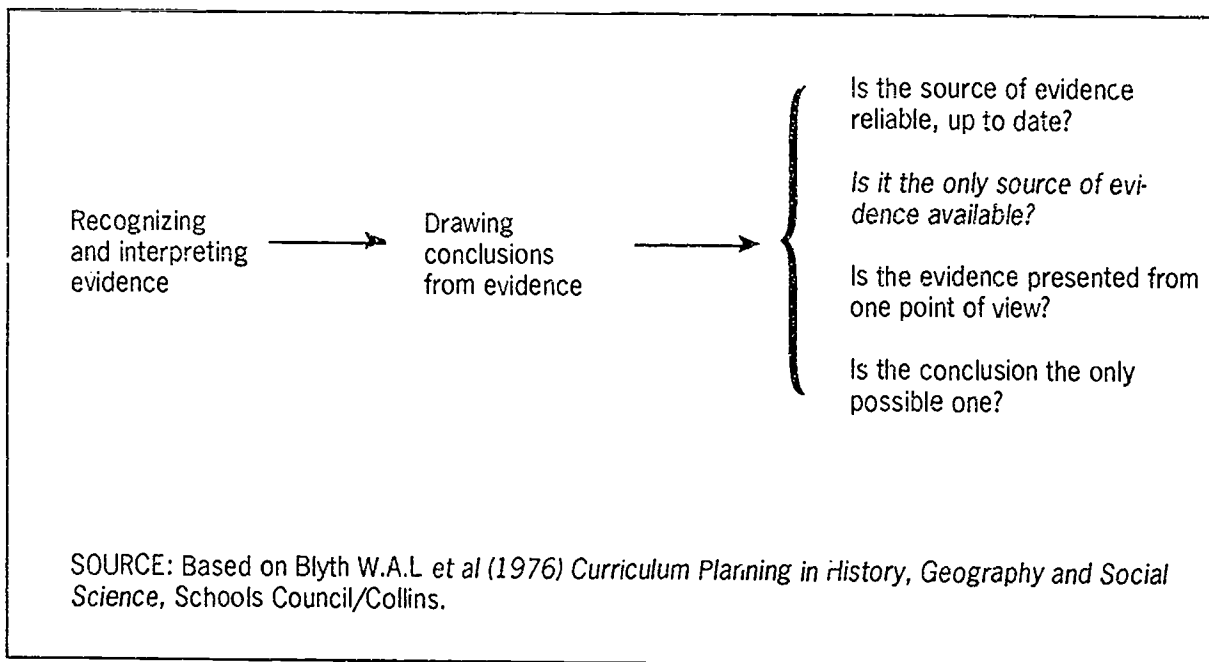 Is the source of evidence
reliable, up to date?
Is it the only source of evi-
dence available?
Recognizing
and interpreting
evidence
Drawing
conclusions
from evidence
Is the evidence presented from
one point of view?
Is the conclusion the only
possible one?
SOURCE: Based on Blyth W.A.L et al (1976) Curriculum Planning in History, Geography and Social
Science, Schools Council/Collins.